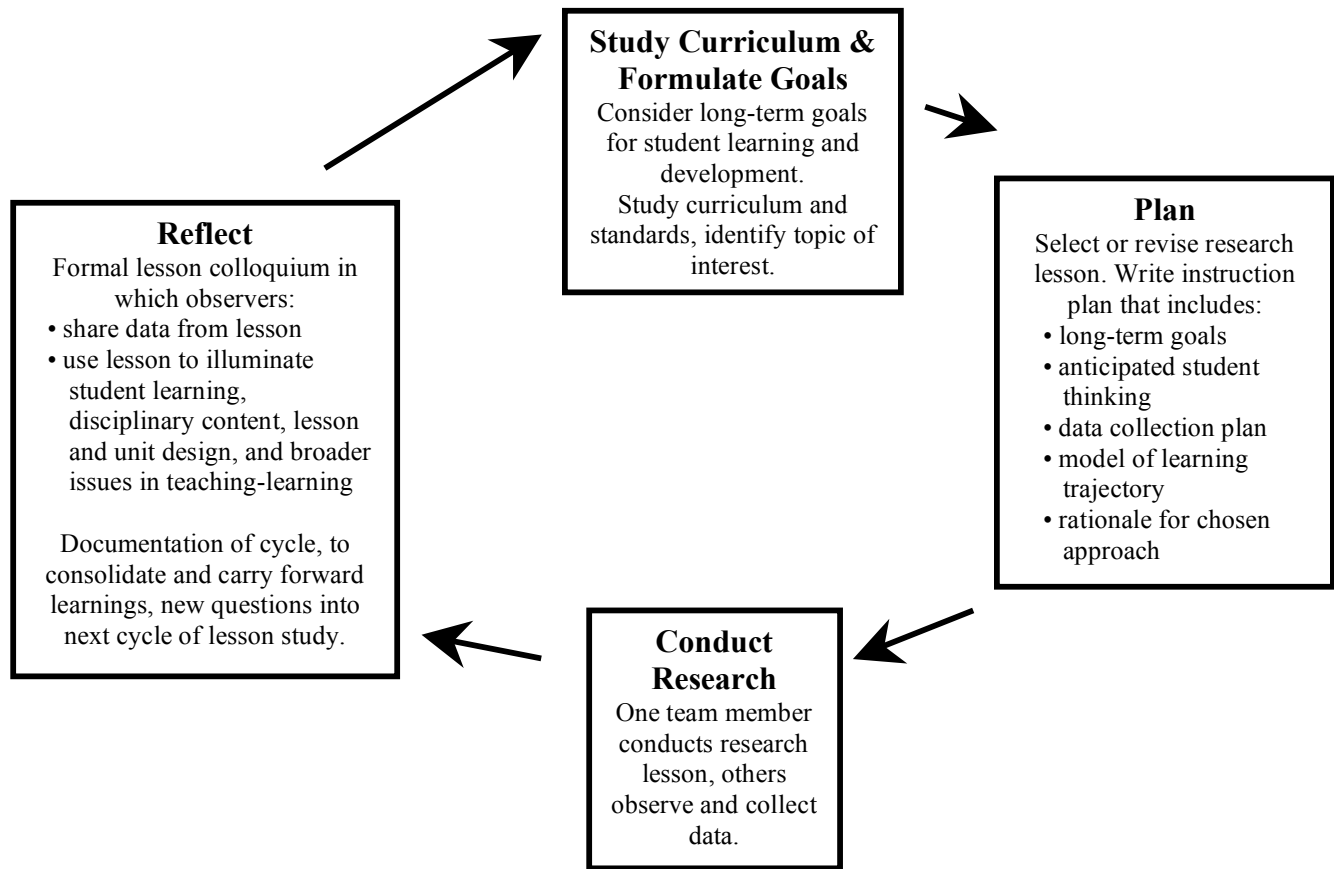 Study Curriculum &
Formulate Goals
Consider long-term goals
for student learning and
development.
Study curriculum and
standards, identify topic of
interest.
Plan
Select or revise research
lesson. Write instruction
plan that includes:
• long-term goals
• anticipated student
thinking
• data collection plan
• model of learning
trajectory
• rationale for chosen
approach
Conduct
Research
One team member
conducts research
lesson, others
observe and collect
data.
Reflect
Formal lesson colloquium in
which observers:
• share data from lesson
• use lesson to illuminate
student learning,
disciplinary content, lesson
and unit design, and broader
issues in teaching-learning
Documentation of cycle, to
consolidate and carry forward
learnings, new questions into
next cycle of lesson study.